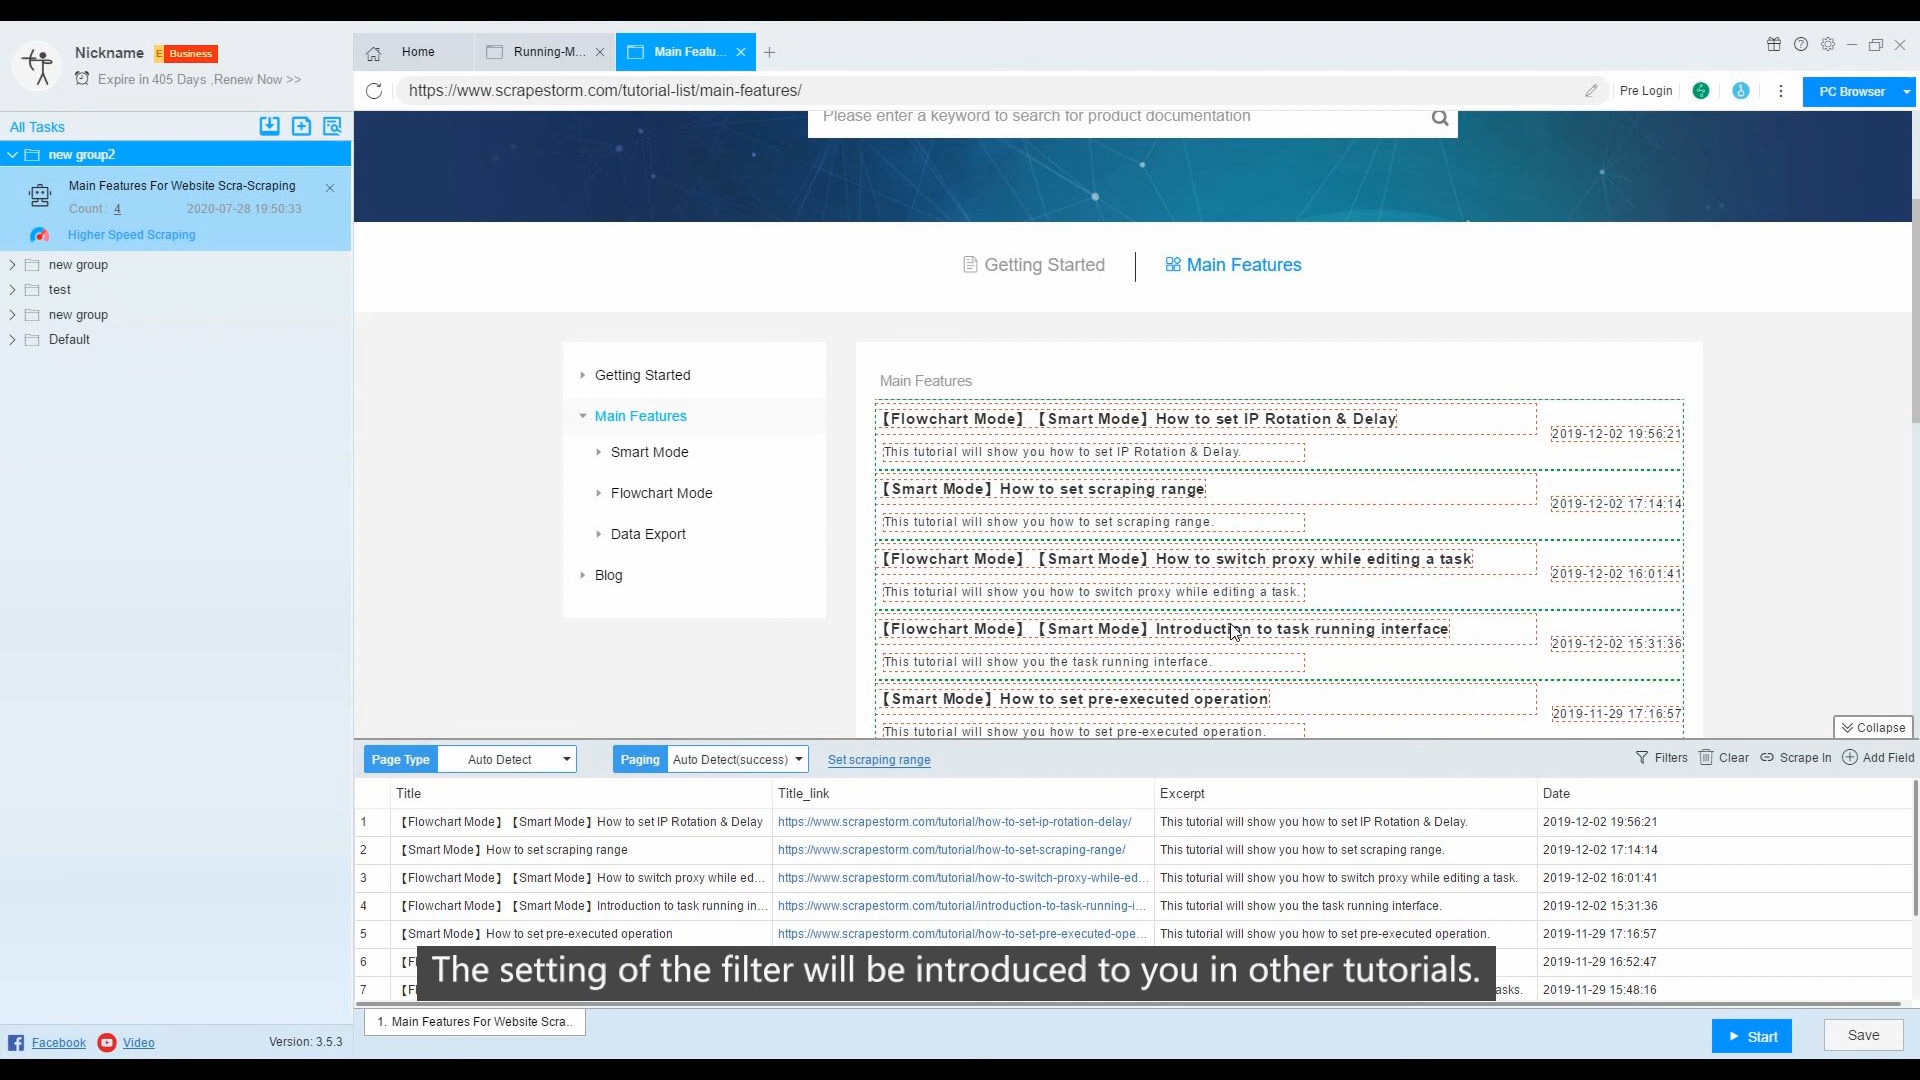 Nickname E Business
Expire in 405 Days ,Renew Now >>
All Tasks
new group2
Main Features For Website Scra-Scraping
Count : 4 2020-07-28 19:50:33
Higher Speed Scraping
new group
test
new group
Default
Facebook Video Version: 3.5.3
Home Running-M... Main Featu...
https://www.scrapestorm.com/tutorial-list/main-features/ Pre Login PC Browser
Please enter a keyword to search for product documentation
Getting Started Main Features
Getting Started
Main Features
Smart Mode
Flowchart Mode
Data Export
Blog
Main Features
【Flowchart Mode】【Smart Mode】How to set IP Rotation & Delay
2019-12-02 19:56:21
This tutorial will show you how to set IP Rotation & Delay.
【Smart Mode】How to set scraping range
2019-12-02 17:14:14
This tutorial will show you how to set scraping range.
【Flowchart Mode】【Smart Mode】How to switch proxy while editing a task
2019-12-02 16:01:41
This toturial will show you how to switch proxy while editing a task.
【Flowchart Mode】【Smart Mode】Introduction to task running interface
2019-12-02 15:31:36
This tutorial will show you the task running interface.
【Smart Mode】How to set pre-executed operation
2019-11-29 17:16:57
This tutorial will show you how to set pre-executed operation.
Collapse
Page Type Auto Detect Paging Auto Detect(success) Set scraping range Filters Clear Scrape In Add Field
Title Title_link Excerpt Date
1 【Flowchart Mode】【Smart Mode】How to set IP Rotation & Delay https://www.scrapestorm.com/tutorial/how-to-set-ip-rotation-delay/ This tutorial will show you how to set IP Rotation & Delay. 2019-12-02 19:56:21
2 【Smart Mode】How to set scraping range https://www.scrapestorm.com/tutorial/how-to-set-scraping-range/ This tutorial will show you how to set scraping range. 2019-12-02 17:14:14
3 【Flowchart Mode】【Smart Mode】How to switch proxy while ed... https://www.scrapestorm.com/tutorial/how-to-switch-proxy-while-ed... This toturial will show you how to switch proxy while editing a task. 2019-12-02 16:01:41
4 【Flowchart Mode】【Smart Mode】Introduction to task running in... https://www.scrapestorm.com/tutorial/introduction-to-task-running-i... This tutorial will show you the task running interface. 2019-12-02 15:31:36
5 【Smart Mode】How to set pre-executed operation https://www.scrapestorm.com/tutorial/how-to-set-pre-executed-ope... This tutorial will show you how to set pre-executed operation. 2019-11-29 17:16:57
6 2019-11-29 16:52:47
The setting of the filter will be introduced to you in other tutorials.
7 asks. 2019-11-29 15:48:16
1. Main Features For Website Scra..
Start Save